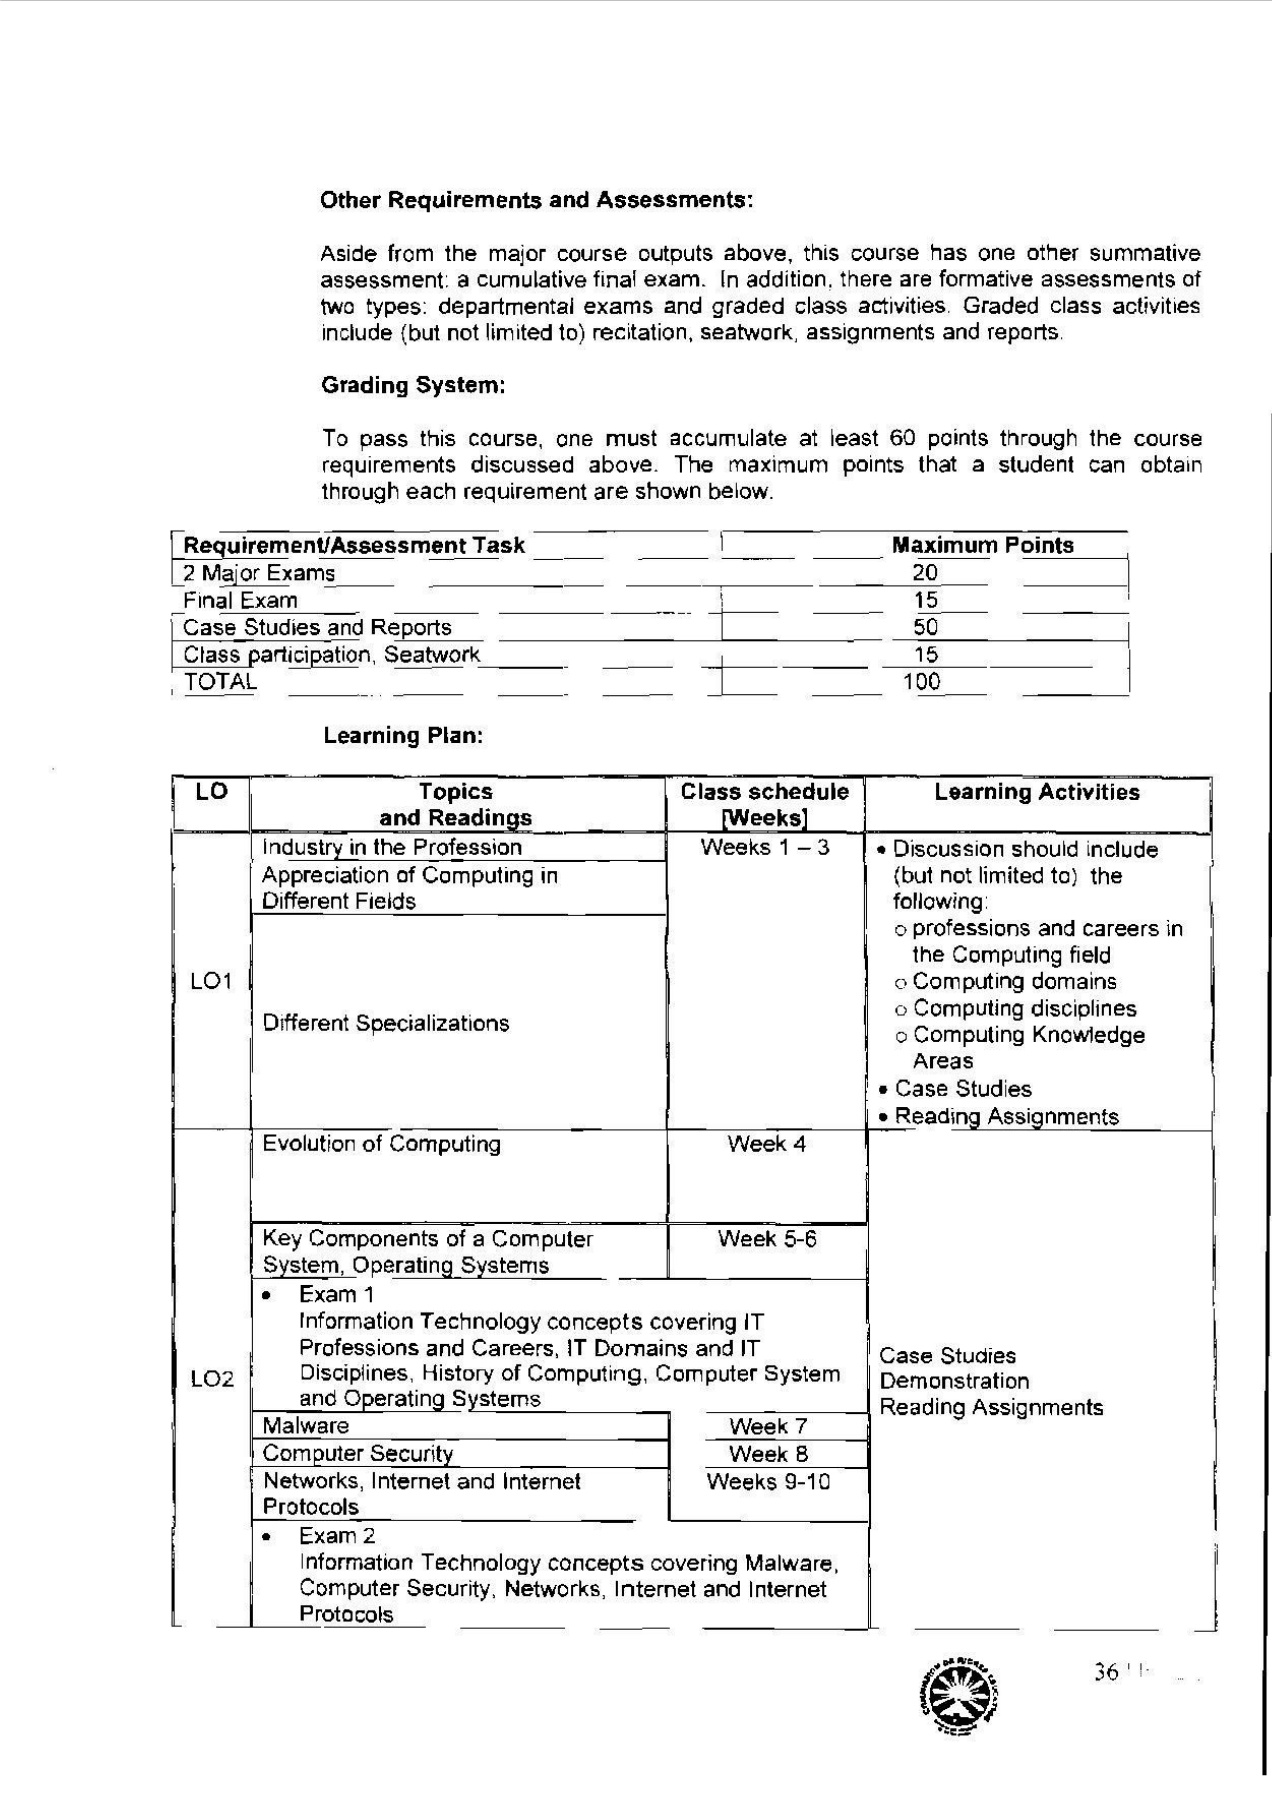 Other Requirements and Assessments:
Aside from the major course outputs above, this course has one other summative
assessment: a cumulative final exam. In addition, there are formative assessments of
two types: departmental exams and graded class activities. Graded class activities
include (but not limited to) recitation, seatwork, assignments and reports.
Grading System:
To pass this course, one must accumulate at least 60 points through the course
requirements discussed above. The maximum points that a student can obtain
through each requirement are shown below.
Requirement/Assessment Task Maximum Points
2 Major Exams 20
Final Exam 15
Case Studies and Reports 50
Class participation, Seatwork 15
TOTAL 100
Learning Plan:
LO Topics and Readings Class schedule [Weeks] Learning Activities
LO1
Industry in the Profession
Appreciation of Computing in
Different Fields
Different Specializations
Weeks 1 – 3
• Discussion should include
(but not limited to) the
following:
o professions and careers in
the Computing field
o Computing domains
o Computing disciplines
o Computing Knowledge
Areas
• Case Studies
• Reading Assignments
LO2
Evolution of Computing Week 4
Key Components of a Computer Week 5-6
System, Operating Systems
• Exam 1
Information Technology concepts covering IT
Professions and Careers, IT Domains and IT
Disciplines, History of Computing, Computer System
and Operating Systems
Malware Week 7
Computer Security Week 8
Networks, Internet and Internet Weeks 9-10
Protocols
• Exam 2
Information Technology concepts covering Malware,
Computer Security, Networks, Internet and Internet
Protocols
Case Studies
Demonstration
Reading Assignments
36